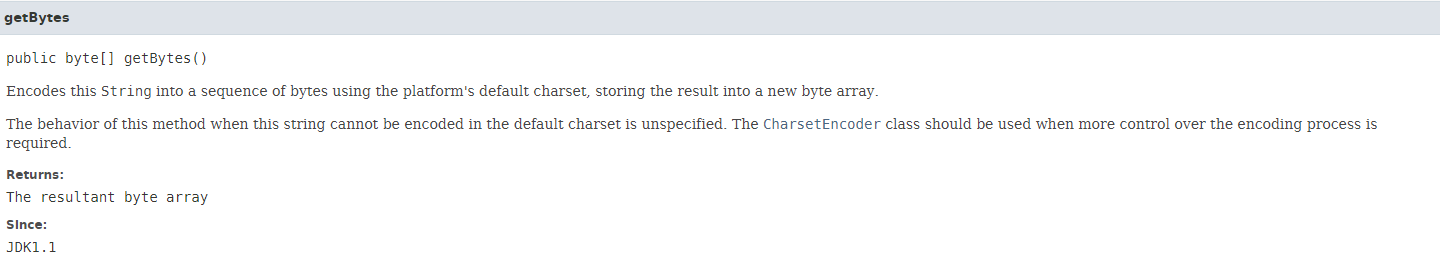 getBytes
public byte[] getBytes()
Encodes this String into a sequence of bytes using the platform's default charset, storing the result into a new byte array.
The behavior of this method when this string cannot be encoded in the default charset is unspecified. The CharsetEncoder class should be used when more control over the encoding process is
required.
Returns:
The resultant byte array
Since:
JDK1.1